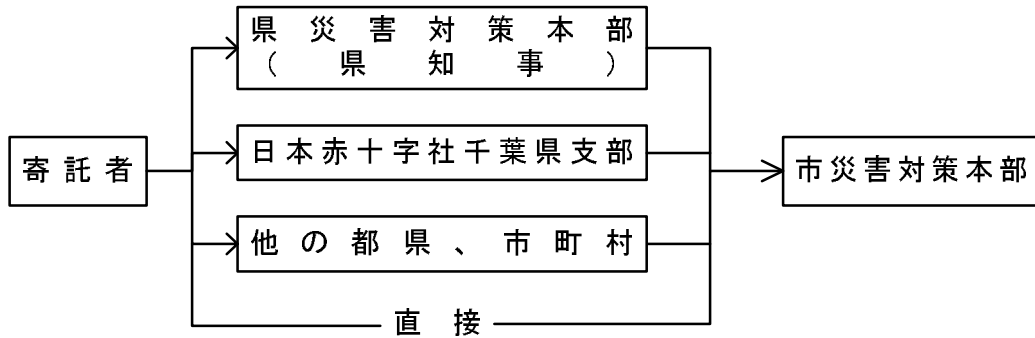 寄託者
県災害対策本部
(県知事)
日本赤十字社千葉県支部
他の都県、市町村
直接
市災害対策本部